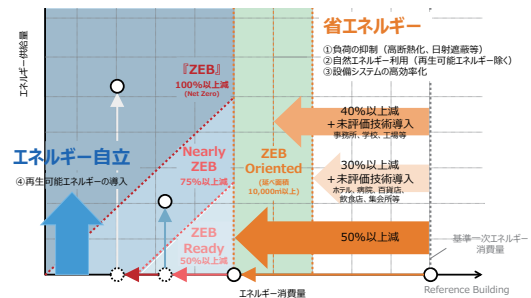 省エネルギー
①負荷の抑制（高断熱化、日射遮蔽等）
②自然エネルギー利用（再生可能エネルギー除く）
③設備システムの高効率化
エネルギー供給量
『ZEB』
100%以上減
(Net Zero)
40%以上減
＋未評価技術導入
事務所、学校、工場等
エネルギー自立
④再生可能エネルギーの導入
Nearly
ZEB
75%以上減
ZEB
Oriented
(延べ面積
10,000㎡以上)
30%以上減
＋未評価技術導入
ホテル、病院、百貨店、
飲食店、集会所等
ZEB
Ready
50%以上減
50%以上減
基準一次エネルギー
消費量
エネルギー消費量
Reference Building